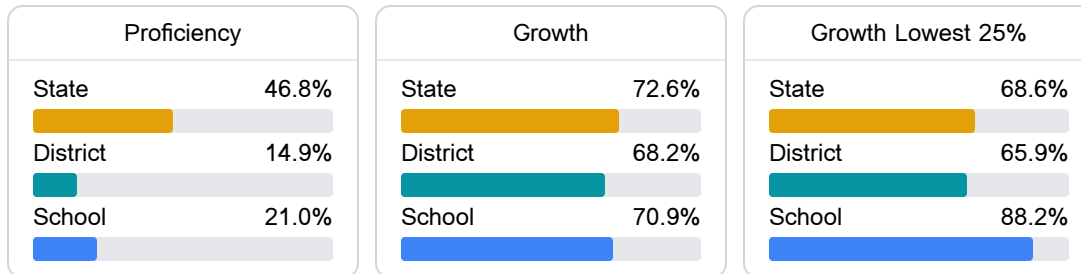 Proficiency
State 46.8%
District 14.9%
School 21.0%
Growth
State 72.6%
District 68.2%
School 70.9%
Growth Lowest 25%
State 68.6%
District 65.9%
School 88.2%